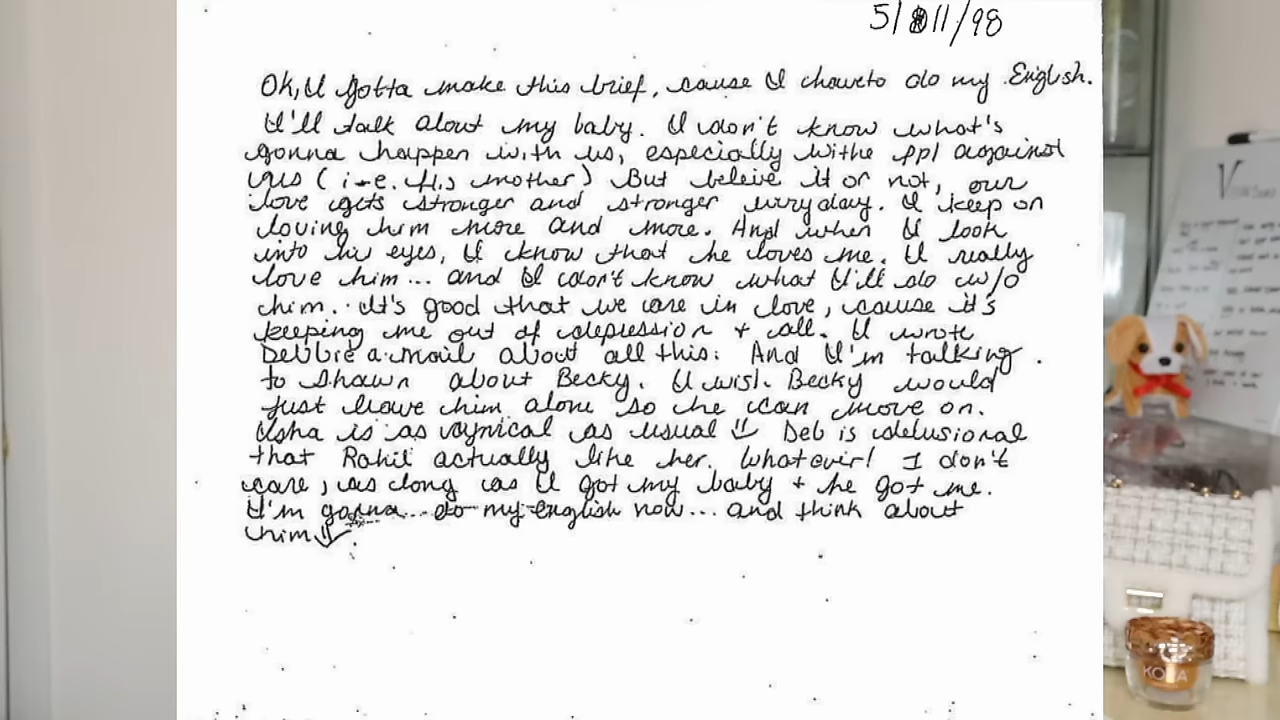 5/11/98
Ok, I gotta make this brief, cause I have to do my English.
I'll talk about my baby. I don't know what's
gonna happen with us, especially withe ppl against
us (i.e. His mother) But beleive it or not, our
love gets stronger and stronger everyday. I keep on
loving him more and more. And when I look
into his eyes, I know that he loves me. I really
love him... and I don't know what I'll do w/o
him. It's good that we are in love, cause it's
keeping me out of depression + all. I wrote
Debbie a mail about all this. And I'm talking
to Shawn about Becky. I wish Becky would
just leave him alone so he can move on.
Usha is as cynical as usual Deb is delusional
that Rahil actually like her. Whatever! I don't
care, as long as I got my baby + he got me.
I'm gonna... do my english now... and think about
him
KORA